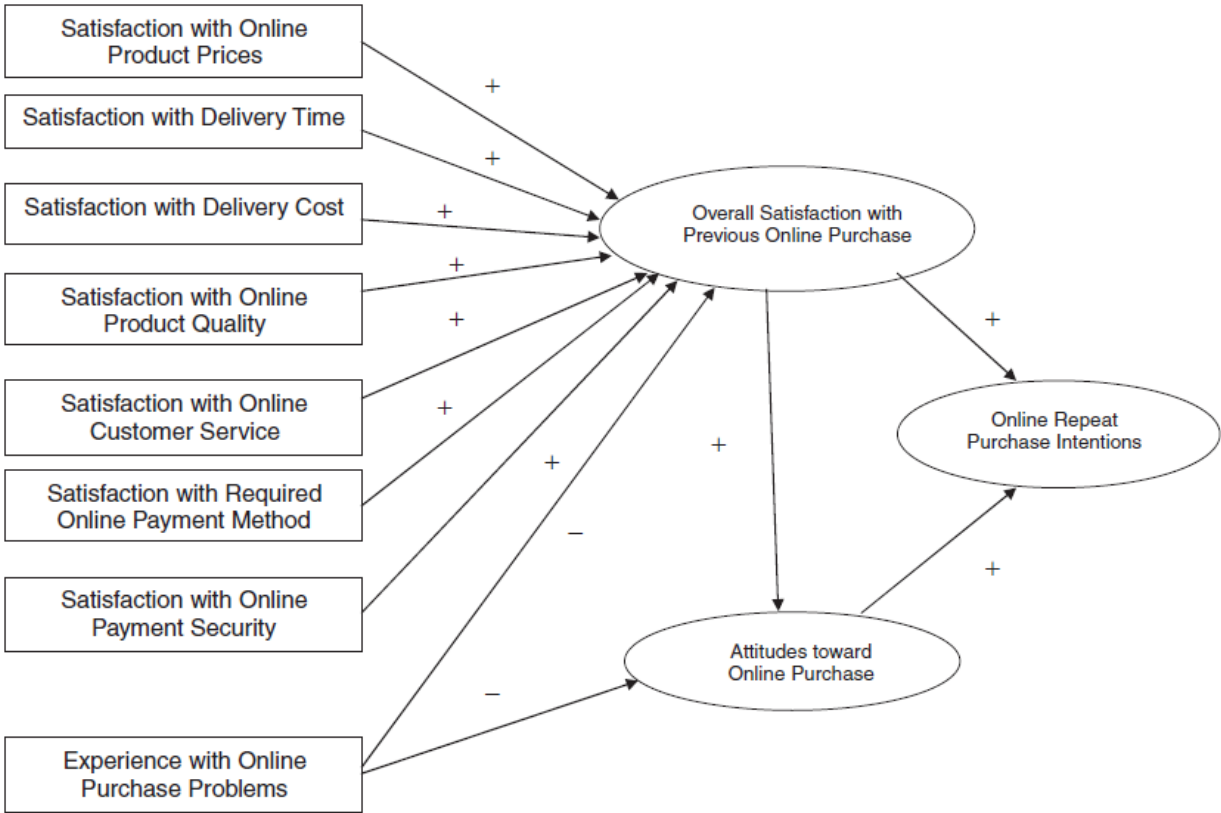 Satisfaction with Online
Product Prices
+
Satisfaction with Delivery Time
+
Satisfaction with Delivery Cost
+
Overall Satisfaction with
Previous Online Purchase
+
Satisfaction with Online
Product Quality
+
+
Satisfaction with Online
Customer Service
+
Online Repeat
Purchase Intentions
+
+
Satisfaction with Required
Online Payment Method
−
+
Satisfaction with Online
Payment Security
Attitudes toward
Online Purchase
−
Experience with Online
Purchase Problems